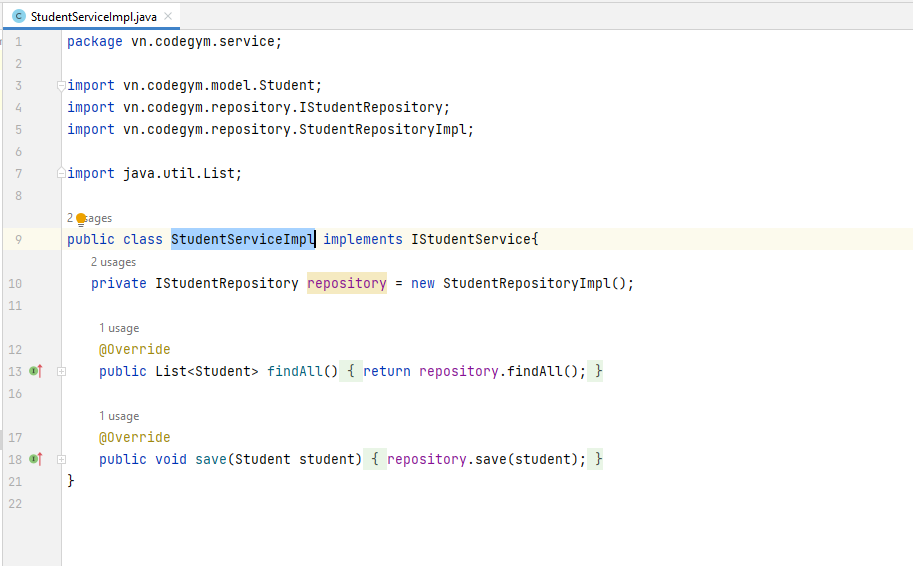 StudentServiceImpl.java
1 package vn.codegym.service;
2
3 import vn.codegym.model.Student;
4 import vn.codegym.repository.IStudentRepository;
5 import vn.codegym.repository.StudentRepositoryImpl;
6
7 import java.util.List;
8
2 usages
9 public class StudentServiceImpl implements IStudentService{
2 usages
10 private IStudentRepository repository = new StudentRepositoryImpl();
11
1 usage
12 @Override
13 public List<Student> findAll() { return repository.findAll(); }
16
1 usage
17 @Override
18 public void save(Student student) { repository.save(student); }
21 }
22